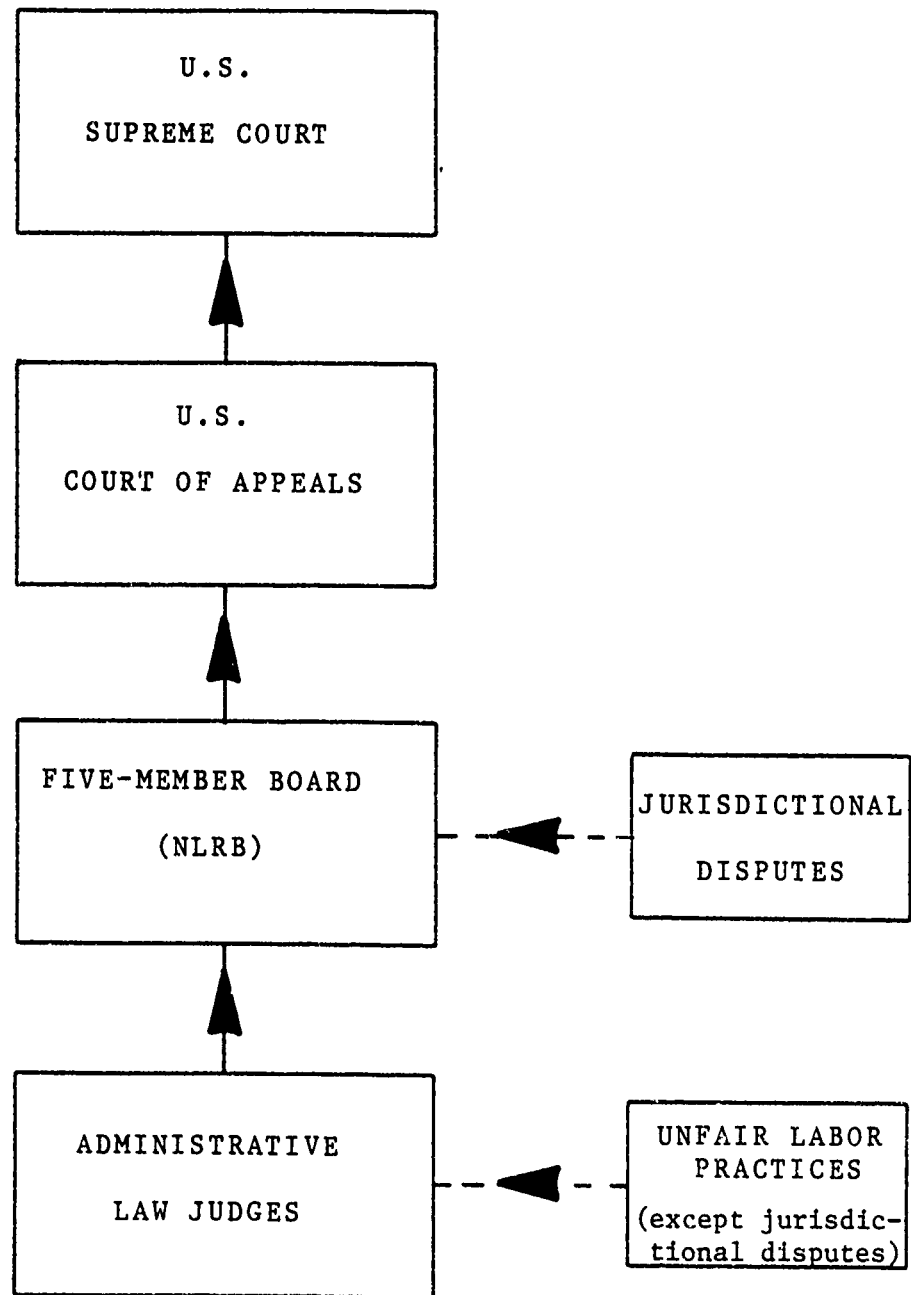 U.S.
SUPREME COURT
U.S.
COURT OF APPEALS
FIVE-MEMBER BOARD
(NLRB)
JURISDICTIONAL
DISPUTES
ADMINISTRATIVE
LAW JUDGES
UNFAIR LABOR
PRACTICES
(except jurisdic-
tional disputes)